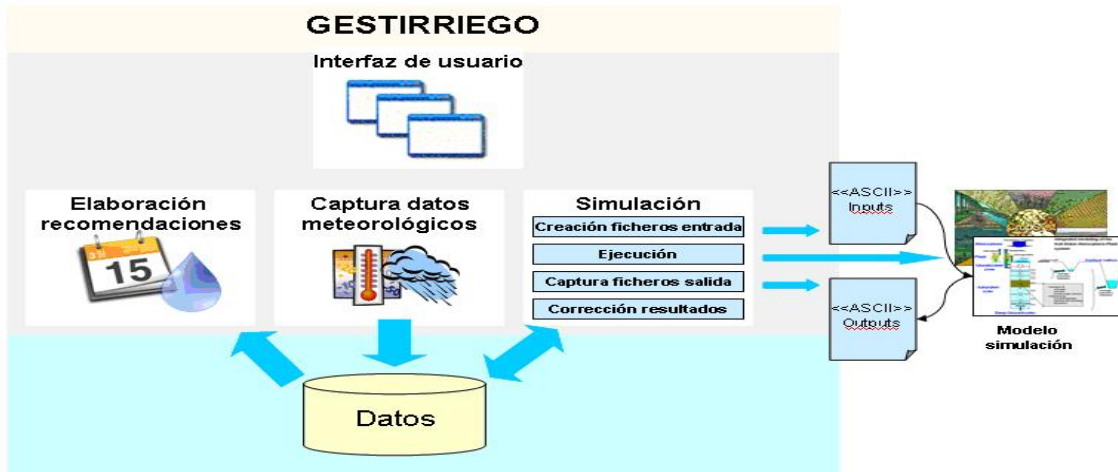 GESTIRRIEGO
Interfaz de usuario
Elaboración
recomendaciones
15
Captura datos
meteorológicos
Simulación
Creación ficheros entrada
Ejecución
Captura ficheros salida
Corrección resultados
Datos
<<ASCII>>
Inputs
<<ASCII>>
Outputs
Modelo
simulación